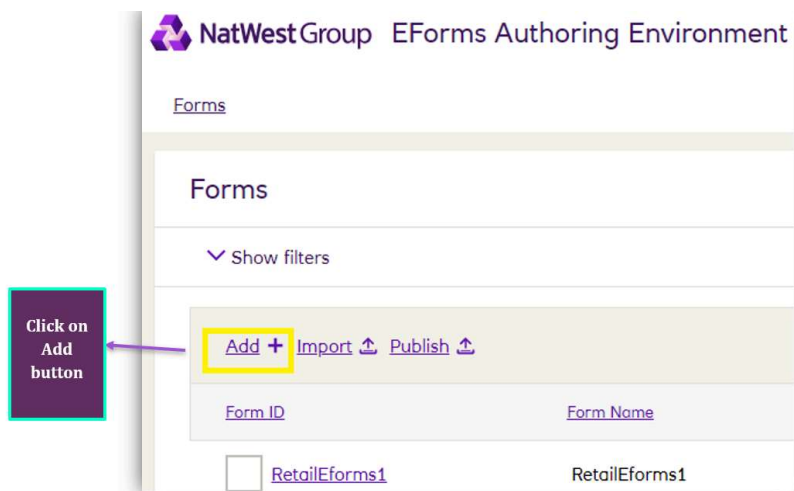 NatWest Group EForms Authoring Environment
Forms
Forms
Show filters
Click on
Add
button
Add + Import Publish
Form ID Form Name
RetailEforms1 RetailEforms1